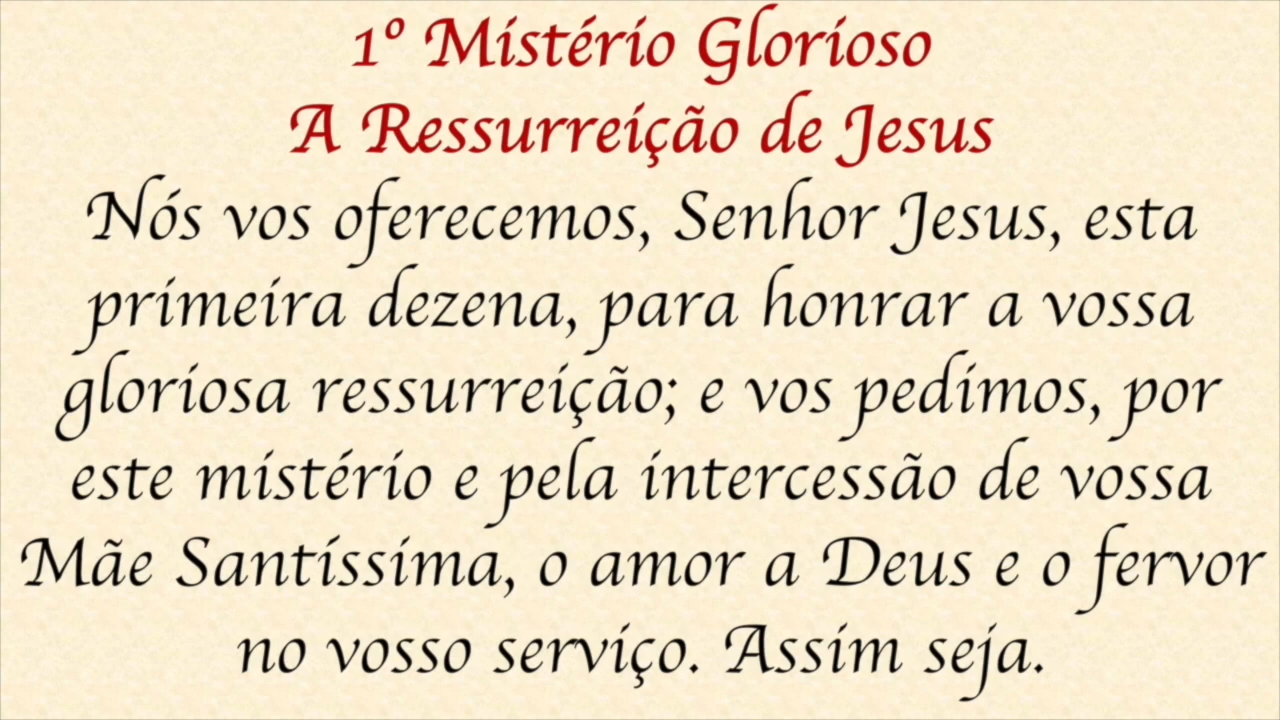 1º Mistério Glorioso
A Ressurreição de Jesus
Nós vos oferecemos, Senhor Jesus, esta
primeira dezena, para honrar a vossa
gloriosa ressurreição; e vos pedimos, por
este mistério e pela intercessão de vossa
Mãe Santíssima, o amor a Deus e o fervor
no vosso serviço. Assim seja.